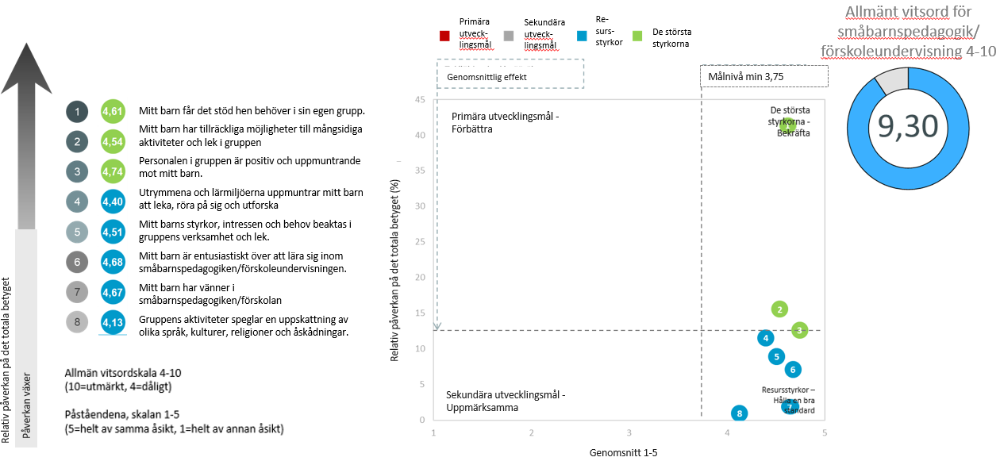 Relativ påverkan på det totala betyget
Påverkan växer
1 4,61 Mitt barn får det stöd hen behöver i sin egen grupp.
2 4,54 Mitt barn har tillräckliga möjligheter till mångsidiga
aktiviteter och lek i gruppen
3 4,74 Personalen i gruppen är positiv och uppmuntrande
mot mitt barn.
4 4,40 Utrymmena och lärmiljöerna uppmuntrar mitt barn
att leka, röra på sig och utforska
5 4,51 Mitt barns styrkor, intressen och behov beaktas i
gruppens verksamhet och lek.
6 4,68 Mitt barn är entusiastiskt över att lära sig inom
småbarnspedagogiken/förskoleundervisningen.
7 4,67 Mitt barn har vänner i
småbarnspedagogiken/förskolan
8 4,13 Gruppens aktiviteter speglar en uppskattning av
olika språk, kulturer, religioner och åskådningar.
Allmän vitsordskala 4-10
(10=utmärkt, 4=dåligt)
Påståendena, skalan 1-5
(5=helt av samma åsikt, 1=helt av annan åsikt)
Primära
utveck-
lingsmål
Sekundära
utveck-
lingsmål
Re-
surs-
styrkor
De största
styrkorna
Genomsnittlig effekt
Målnivå min 3,75
Relativ påverkan på det totala betyget (%)
45
40
35
30
25
20
15
10
5
0
Primära utvecklingsmål -
Förbättra
De största
styrkorna -
Bekräfta
1
2
3
4
5
6
7
8
Sekundära utvecklingsmål -
Uppmärksamma
Resursstyrkor –
Hålla en bra
standard
1 2 3 4 5
Genomsnitt 1-5
Allmänt vitsord för
småbarnspedagogik/
förskoleundervisning 4-10
9,30